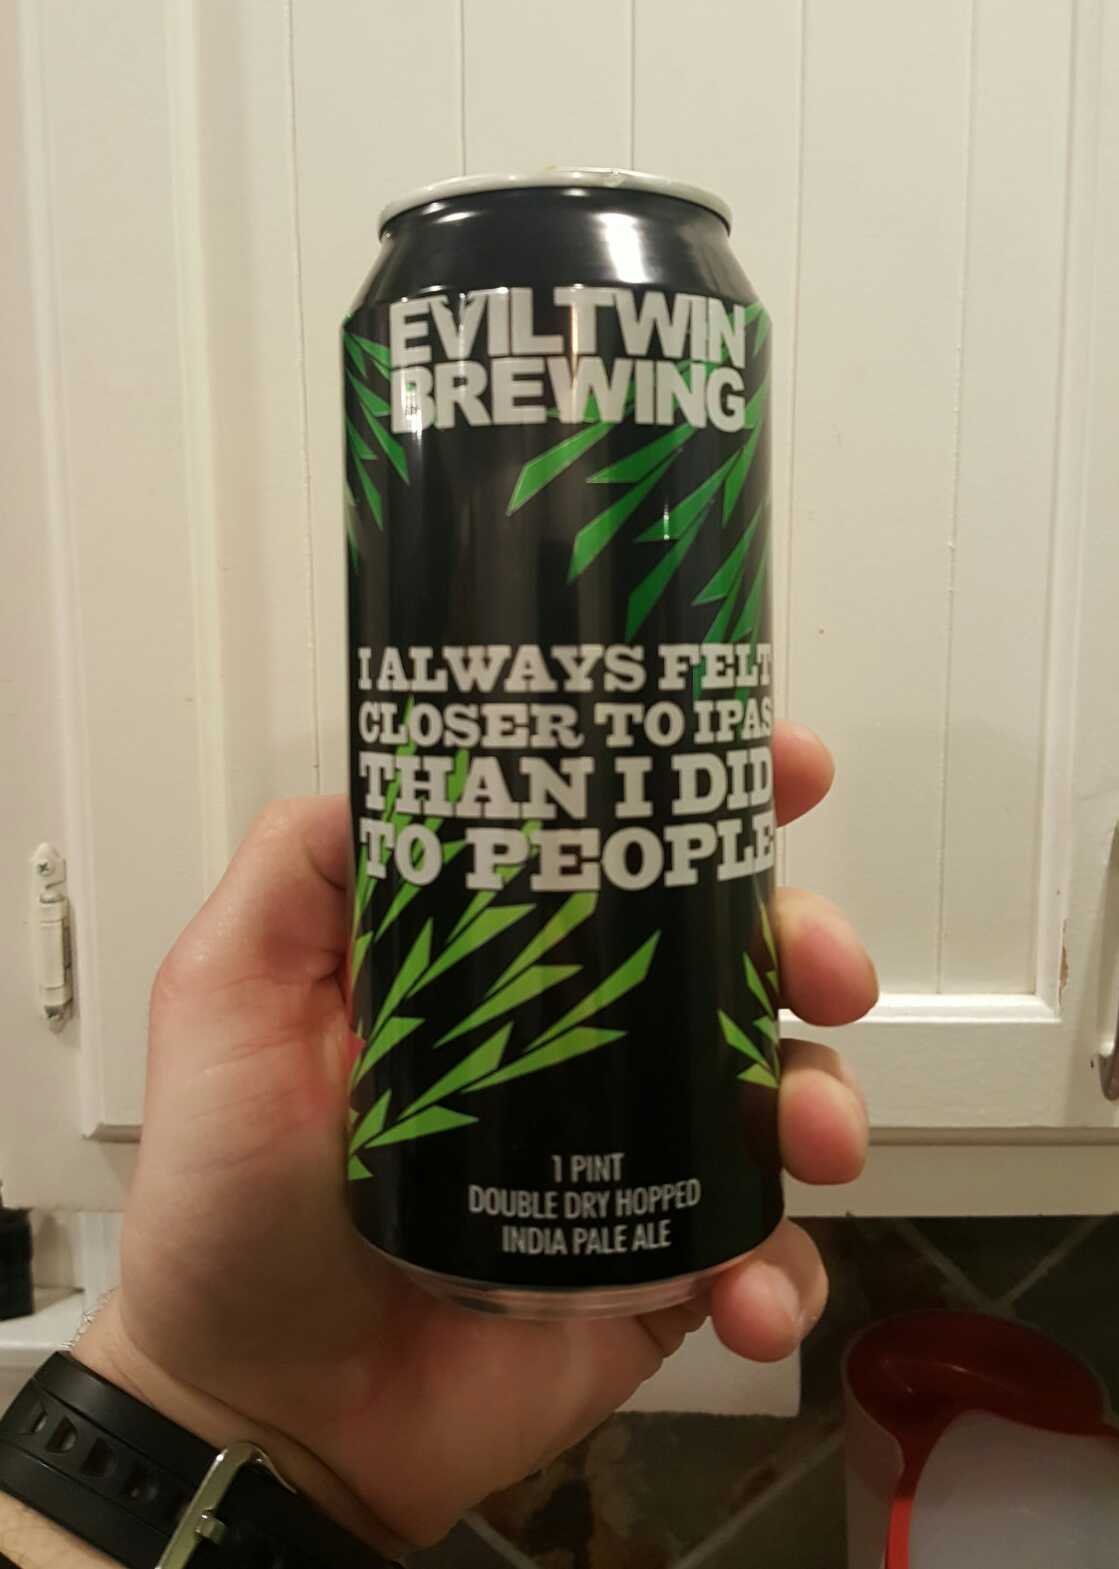 EVILTWIN
BREWING
I ALWAYS FELT
CLOSER TO IPAS
THAN I DID
TO PEOPLE
1 PINT
DOUBLE DRY HOPPED
INDIA PALE ALE